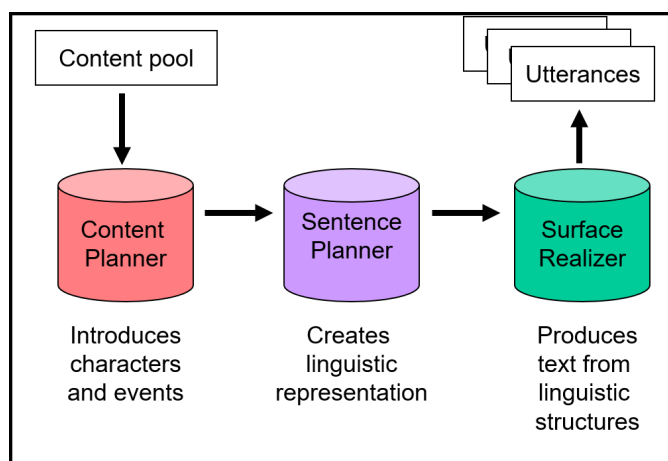 Content pool
Utterances
Content
Planner
Sentence
Planner
Surface
Realizer
Introduces
characters
and events
Creates
linguistic
representation
Produces
text from
linguistic
structures